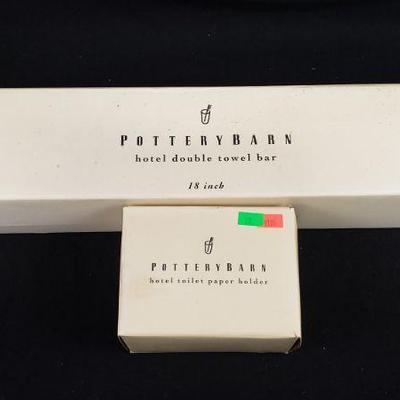 POTTERYBARN
hotel double towel bar
18 inch
POTTERYBARN
hotel toilet paper holder